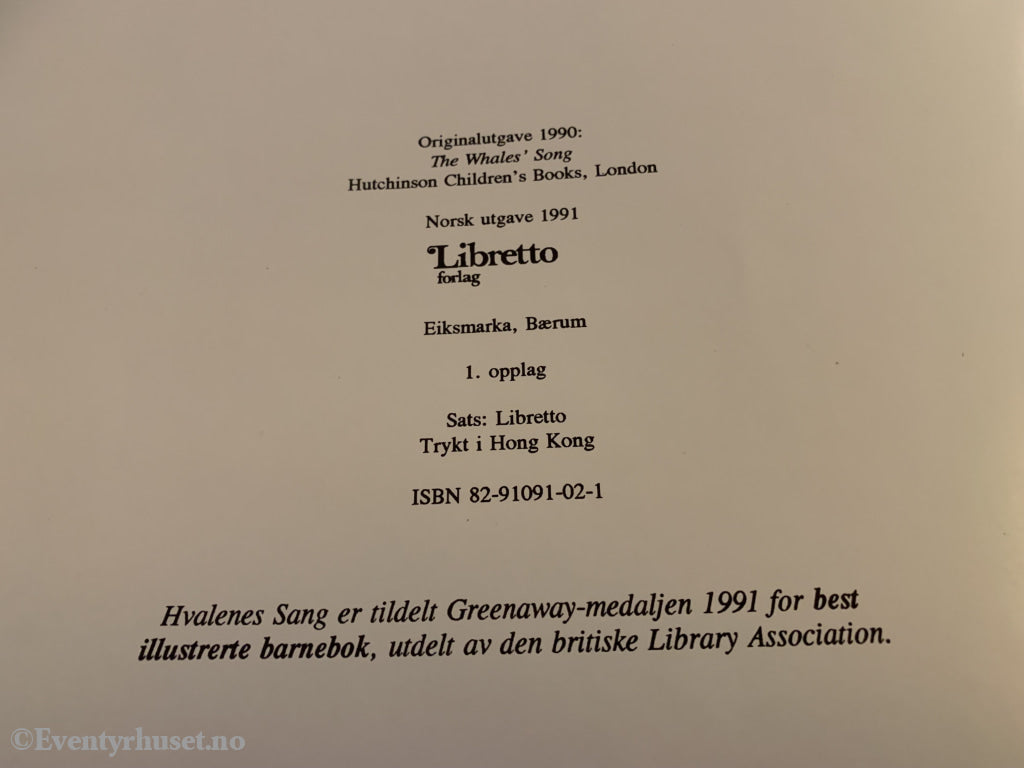 Originalutgave 1990:
The Whales' Song
Hutchinson Children's Books, London
Norsk utgave 1991
Libretto
forlag
Eiksmarka, Bærum
1. opplag
Sats: Libretto
Trykt i Hong Kong
ISBN 82-91091-02-1
Hvalenes Sang er tildelt Greenaway-medaljen 1991 for best
illustrerte barnebok, utdelt av den britiske Library Association.
©Eventyrhuset.no